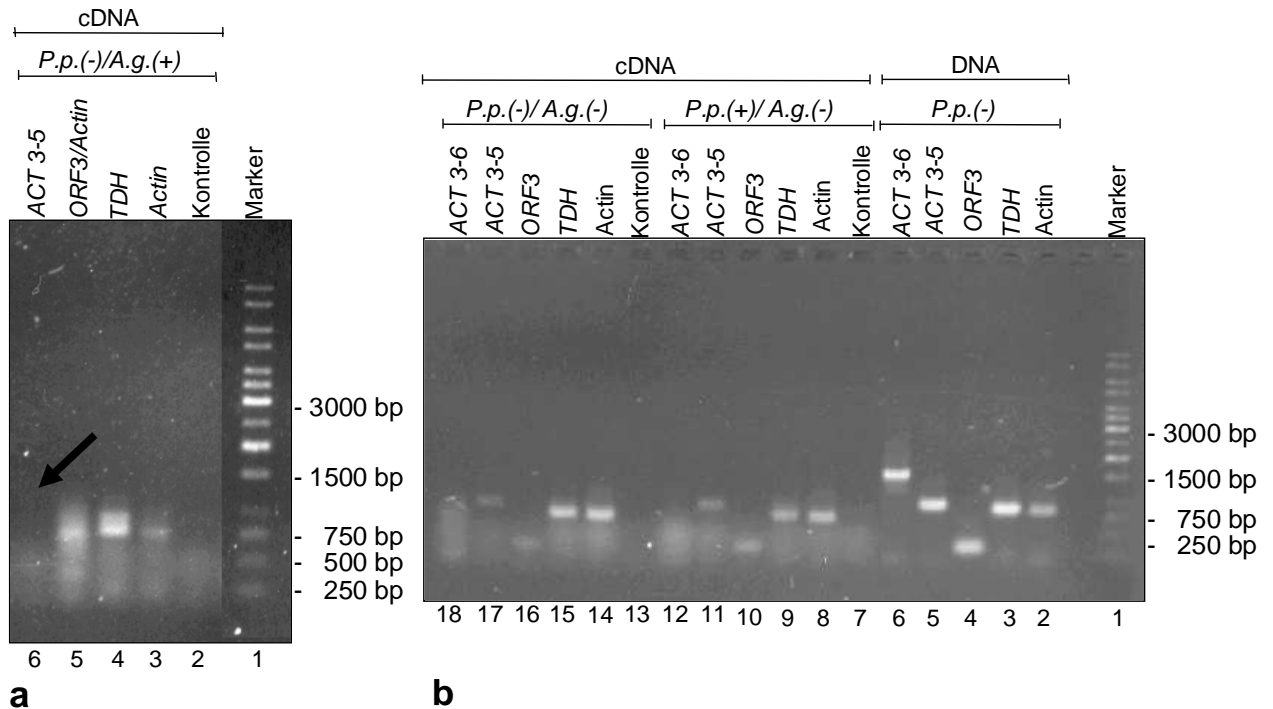 cDNA
P.p.(-)/A.g.(+)
ACT 3-5
ORF3/Actin
TDH
Actin
Kontrolle
Marker
- 3000 bp
- 1500 bp
- 750 bp
- 500 bp
- 250 bp
6 5 4 3 2 1
a
cDNA DNA
P.p.(-)/ A.g.(-) P.p.(+)/ A.g.(-) P.p.(-)
ACT 3-6
ACT 3-5
ORF3
TDH
Actin
Kontrolle
ACT 3-6
ACT 3-5
ORF3
TDH
Actin
Kontrolle
ACT 3-6
ACT 3-5
ORF3
TDH
Actin
Marker
- 3000 bp
- 1500 bp
- 750 bp
- 250 bp
18 17 16 15 14 13 12 11 10 9 8 7 6 5 4 3 2 1
b